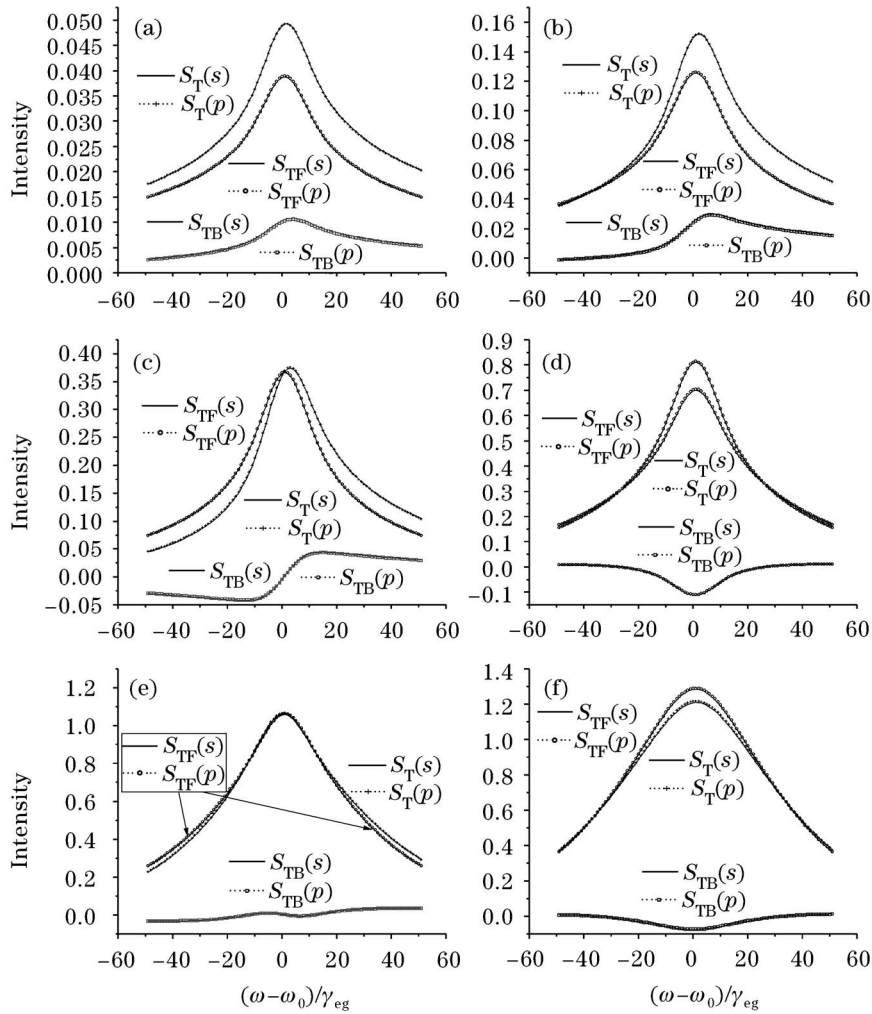 (a)
Intensity
0.050
0.045
0.040
0.035
0.030
0.025
0.020
0.015
0.010
0.005
0.000
S_T(s)
S_T(p)
S_TF(s)
S_TF(p)
S_TB(s)
S_TB(p)
−60 −40 −20 0 20 40 60
(b)
0.16
0.14
0.12
0.10
0.08
0.06
0.04
0.02
0.00
S_T(s)
S_T(p)
S_TF(s)
S_TF(p)
S_TB(s)
S_TB(p)
−60 −40 −20 0 20 40 60
(c)
Intensity
0.40
0.35
0.30
0.25
0.20
0.15
0.10
0.05
0.00
−0.05
S_TF(s)
S_TF(p)
S_T(s)
S_T(p)
S_TB(s)
S_TB(p)
−60 −40 −20 0 20 40 60
(d)
0.9
0.8
0.7
0.6
0.5
0.4
0.3
0.2
0.1
0.0
−0.1
S_TF(s)
S_TF(p)
S_T(s)
S_T(p)
S_TB(s)
S_TB(p)
−60 −40 −20 0 20 40 60
(e)
Intensity
1.2
1.0
0.8
0.6
0.4
0.2
0.0
S_TF(s)
S_TF(p)
S_T(s)
S_T(p)
S_TB(s)
S_TB(p)
−60 −40 −20 0 20 40 60
(ω−ω₀)/γ_eg
(f)
1.4
1.3
1.2
1.0
0.8
0.6
0.4
0.2
0.0
S_TF(s)
S_TF(p)
S_T(s)
S_T(p)
S_TB(s)
S_TB(p)
−60 −40 −20 0 20 40 60
(ω−ω₀)/γ_eg